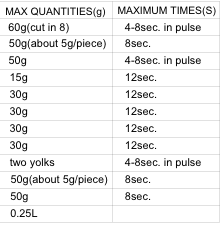 MAX QUANTITIES(g) MAXIMUM TIMES(S)
60g(cut in 8) 4-8sec. in pulse
50g(about 5g/piece) 8sec.
50g 4-8sec. in pulse
15g 12sec.
30g 12sec.
30g 12sec.
30g 12sec.
30g 12sec.
two yolks 4-8sec. in pulse
50g(about 5g/piece) 8sec.
50g 8sec.
0.25L